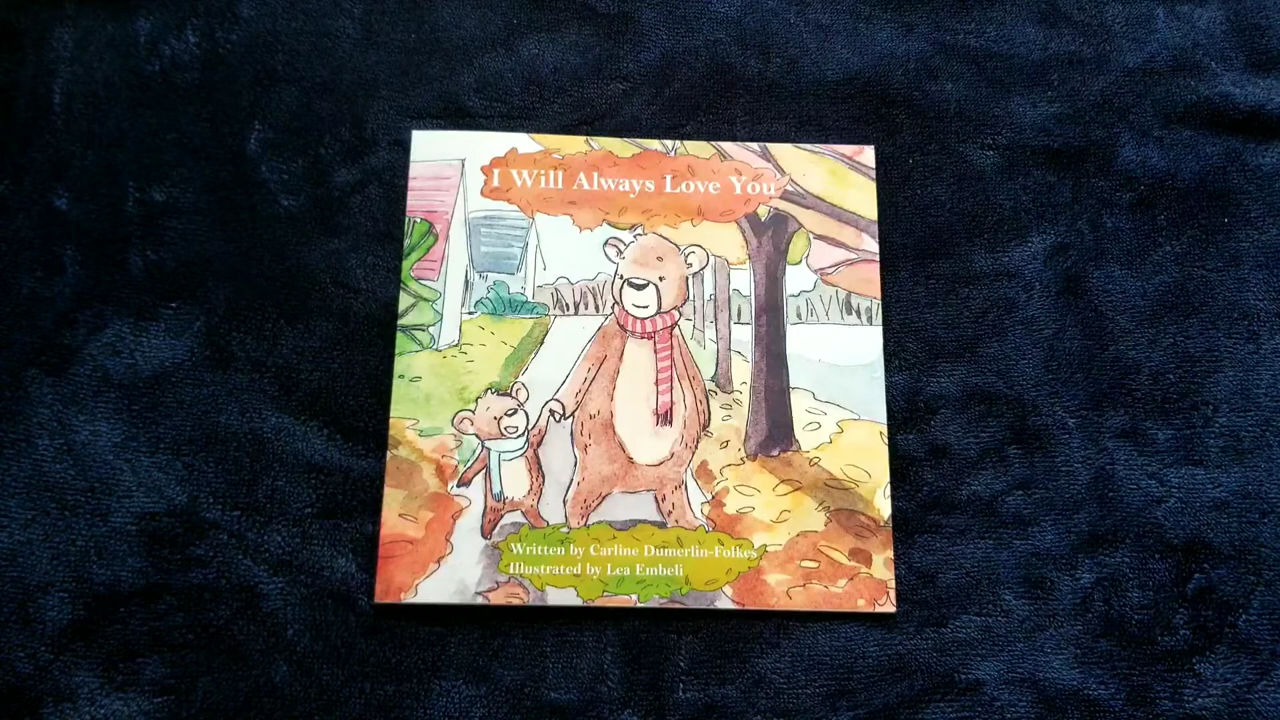 I Will Always Love You
Written by Carline Dumerlin-Folkes
Illustrated by Lea Embeli